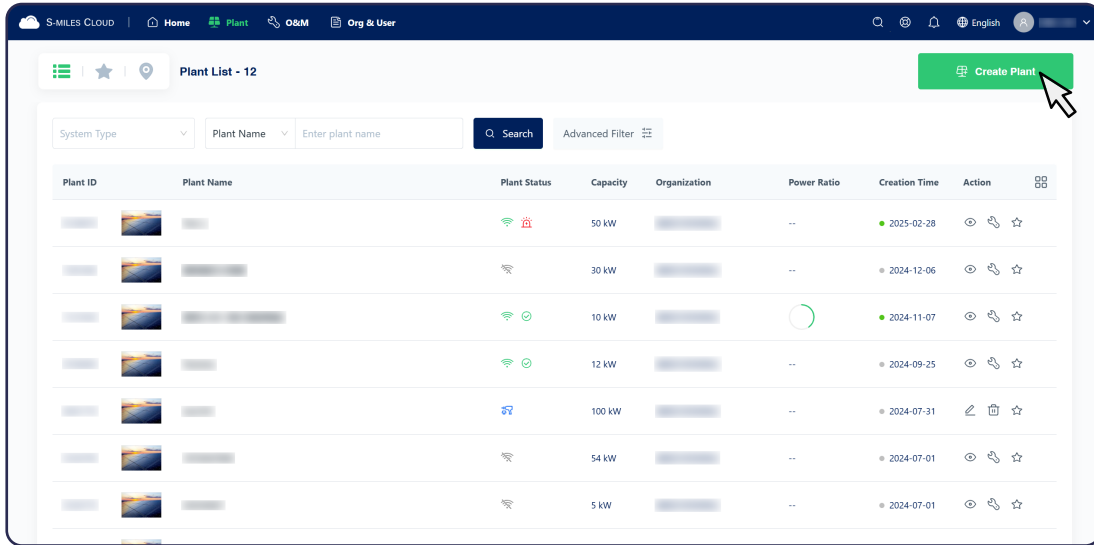 S-MILES CLOUD | Home Plant O&M Org & User English A
Plant List - 12 Create Plant
System Type Plant Name Enter plant name Search Advanced Filter
Plant ID Plant Name Plant Status Capacity Organization Power Ratio Creation Time Action
50 kW -- 2025-02-28
30 kW -- 2024-12-06
10 kW 2024-11-07
12 kW -- 2024-09-25
100 kW -- 2024-07-31
54 kW -- 2024-07-01
5 kW -- 2024-07-01